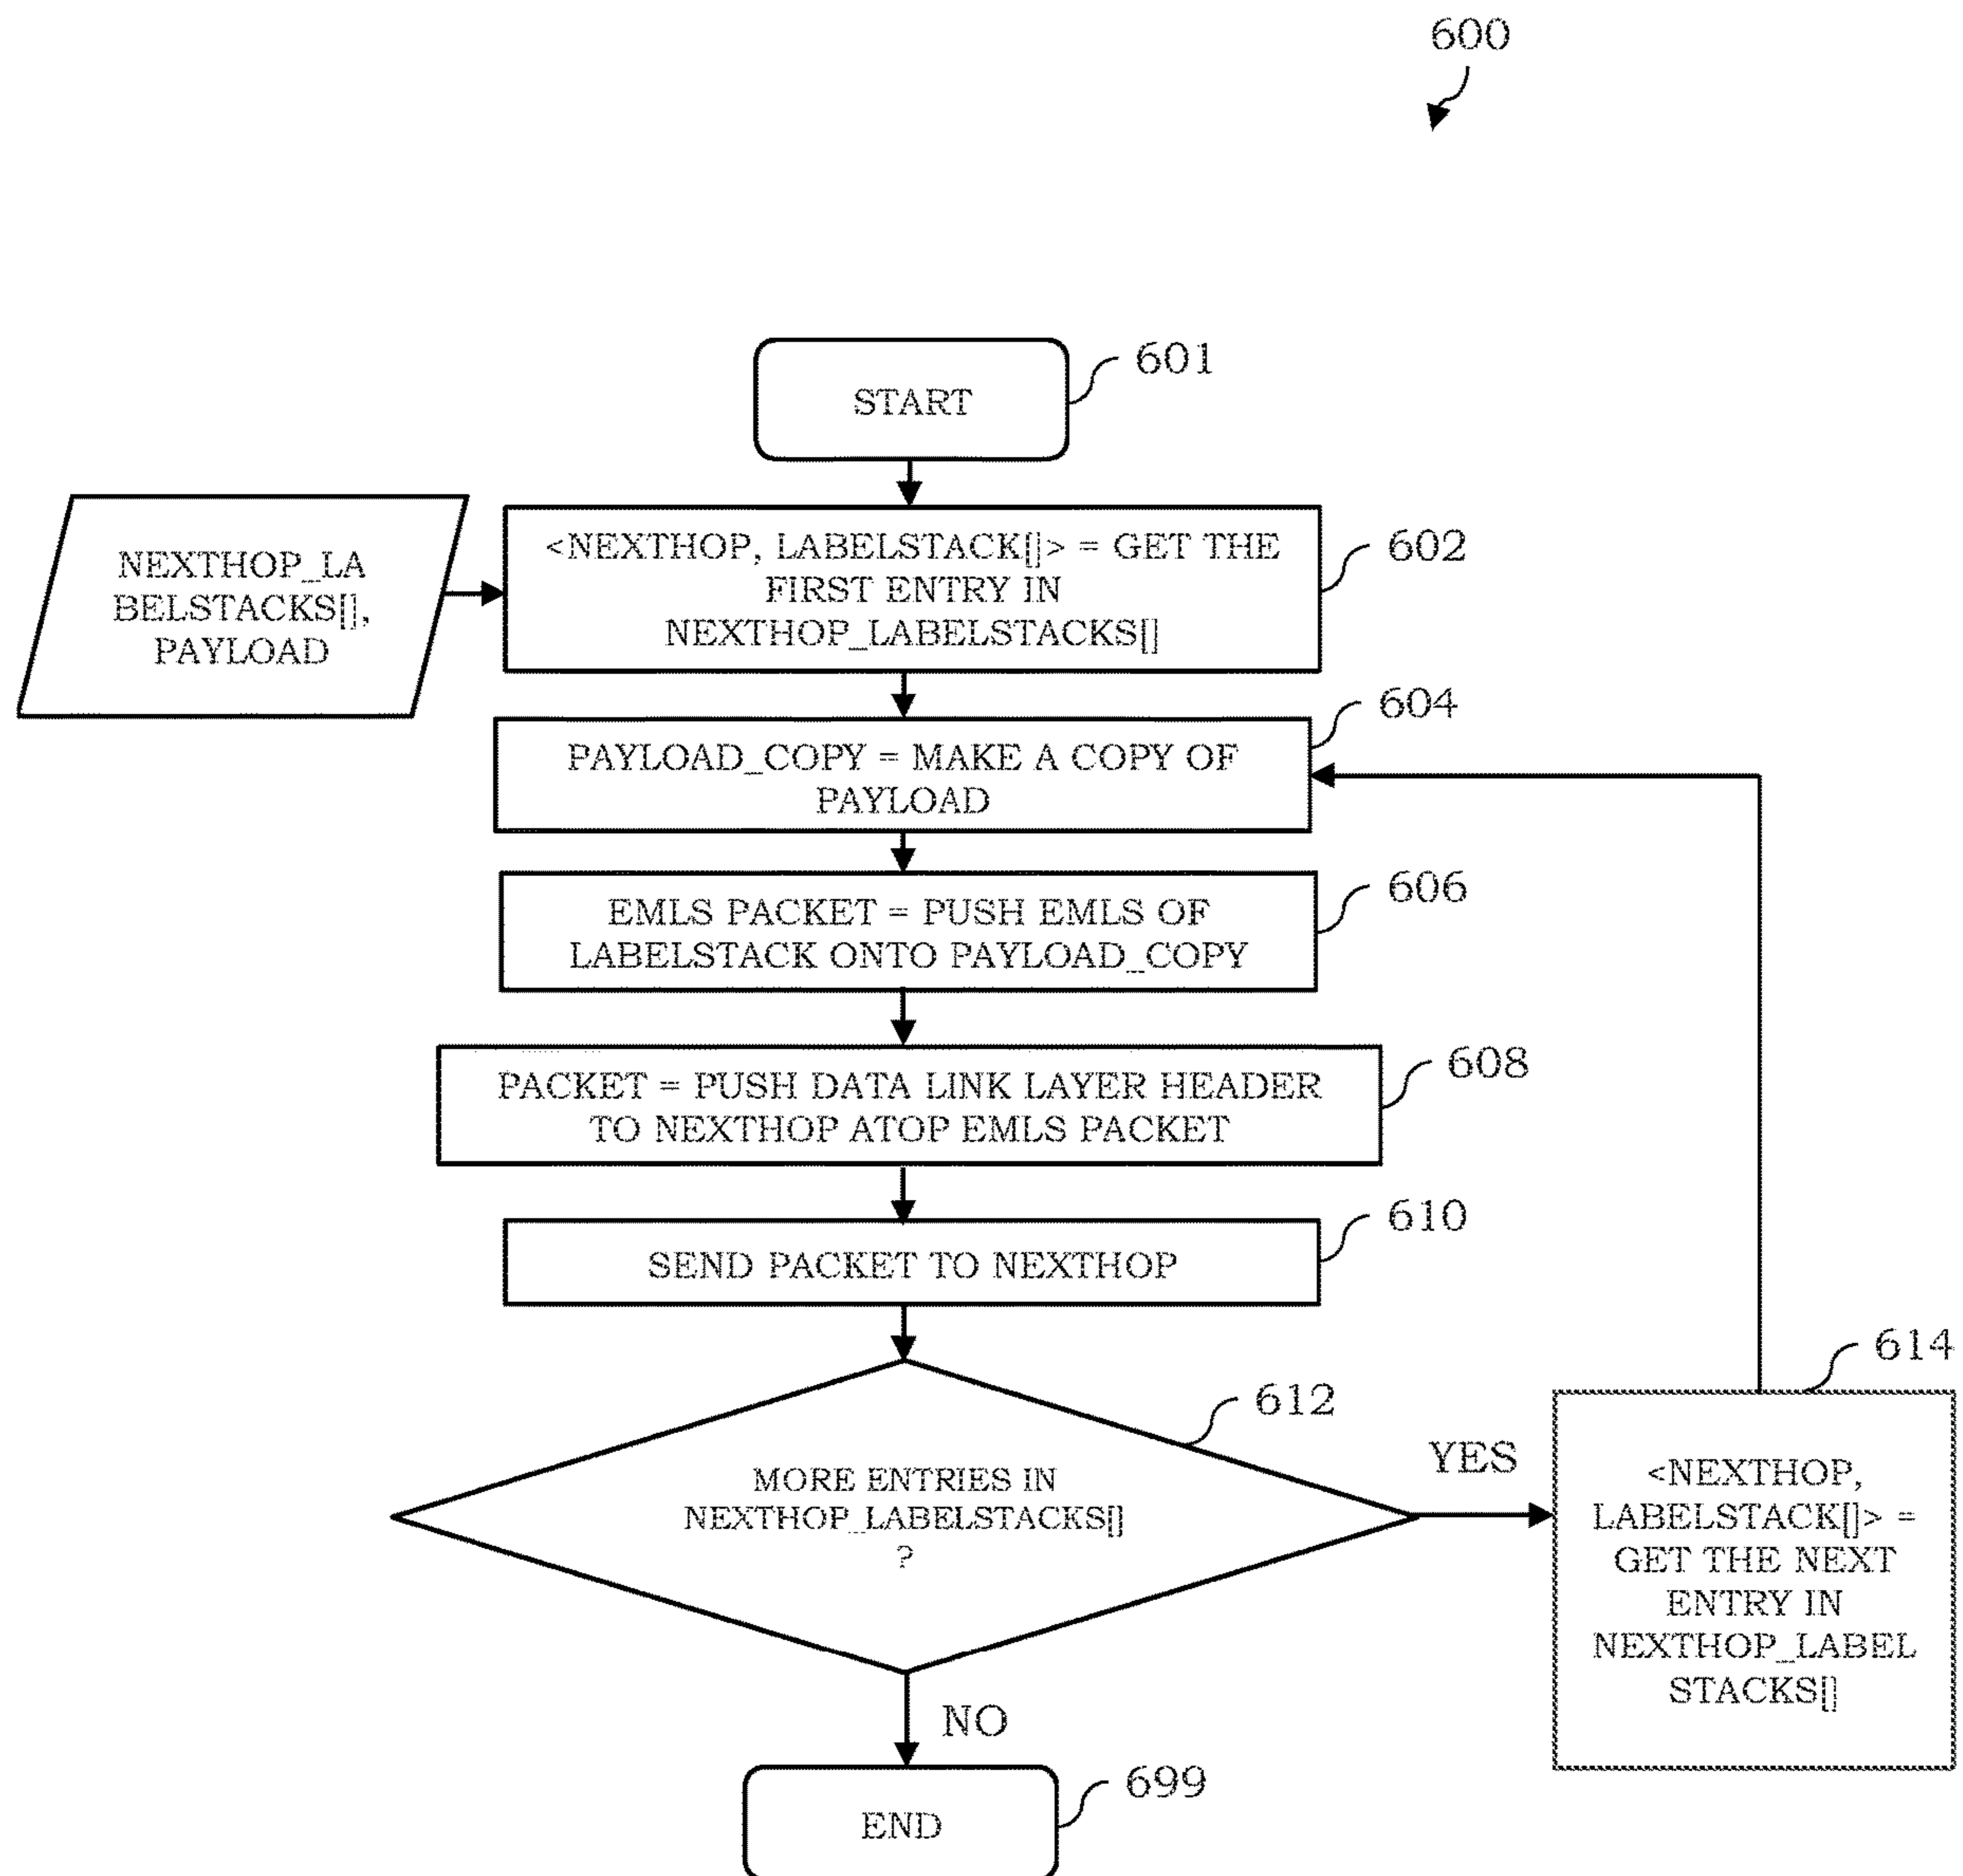 600
START
601
NEXTHOP_LA
BELSTACKS[],
PAYLOAD
<NEXTHOP, LABELSTACK[]> = GET THE
FIRST ENTRY IN
NEXTHOP_LABELSTACKS[]
602
PAYLOAD_COPY = MAKE A COPY OF
PAYLOAD
604
EMLS PACKET = PUSH EMLS OF
LABELSTACK ONTO PAYLOAD_COPY
606
PACKET = PUSH DATA LINK LAYER HEADER
TO NEXTHOP ATOP EMLS PACKET
608
SEND PACKET TO NEXTHOP
610
MORE ENTRIES IN
NEXTHOP_LABELSTACKS[]
?
612
YES
614
<NEXTHOP,
LABELSTACK[]> =
GET THE NEXT
ENTRY IN
NEXTHOP_LABEL
STACKS[]
NO
END
699